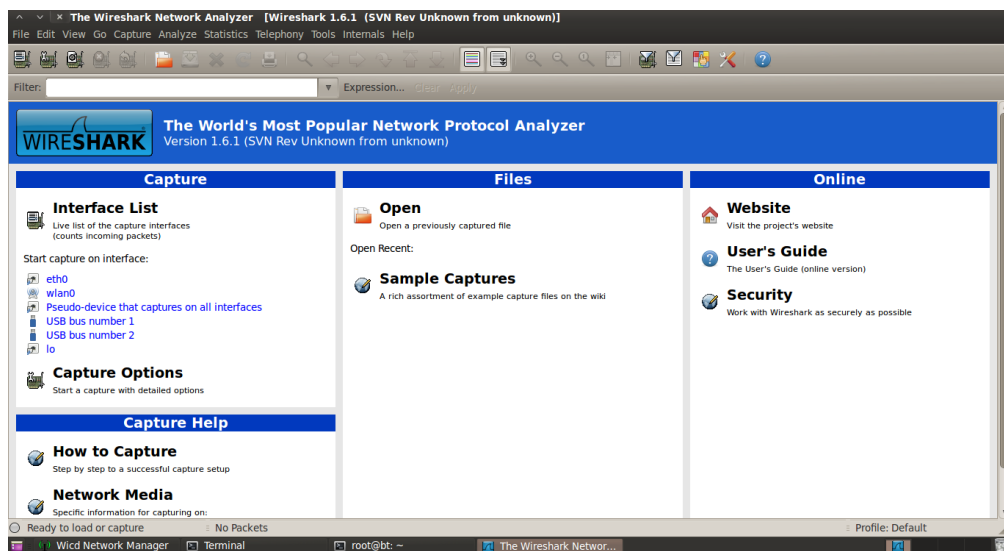 The Wireshark Network Analyzer [Wireshark 1.6.1 (SVN Rev Unknown from unknown)]
File Edit View Go Capture Analyze Statistics Telephony Tools Internals Help
Filter:
Expression... Clear Apply
WIRESHARK
The World's Most Popular Network Protocol Analyzer
Version 1.6.1 (SVN Rev Unknown from unknown)
Capture
Interface List
Live list of the capture interfaces
(counts incoming packets)
Start capture on interface:
eth0
wlan0
Pseudo-device that captures on all interfaces
USB bus number 1
USB bus number 2
lo
Capture Options
Start a capture with detailed options
Capture Help
How to Capture
Step by step to a successful capture setup
Network Media
Specific information for capturing on:
Files
Open
Open a previously captured file
Open Recent:
Sample Captures
A rich assortment of example capture files on the wiki
Online
Website
Visit the project's website
User's Guide
The User's Guide (online version)
Security
Work with Wireshark as securely as possible
Ready to load or capture
No Packets
Profile: Default
Wicd Network Manager
Terminal
root@bt: ~
The Wireshark Networ...